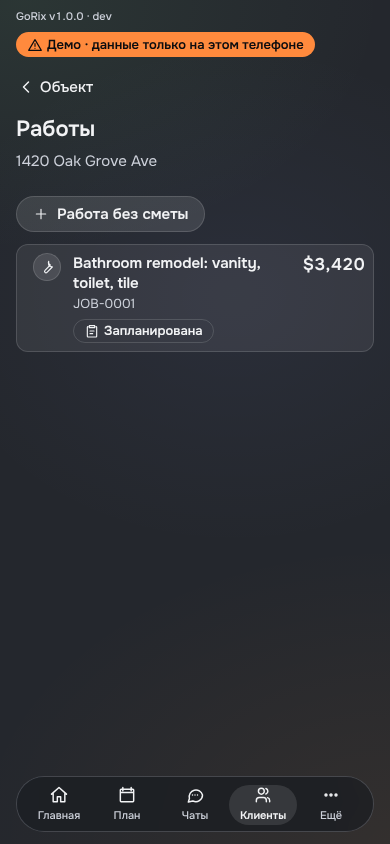 GoRix v1.0.0 · dev
Демо · данные только на этом телефоне
Объект
Работы
1420 Oak Grove Ave
Работа без сметы
Bathroom remodel: vanity, $3,420
toilet, tile
JOB-0001
Запланирована
Главная План Чаты Клиенты Ещё